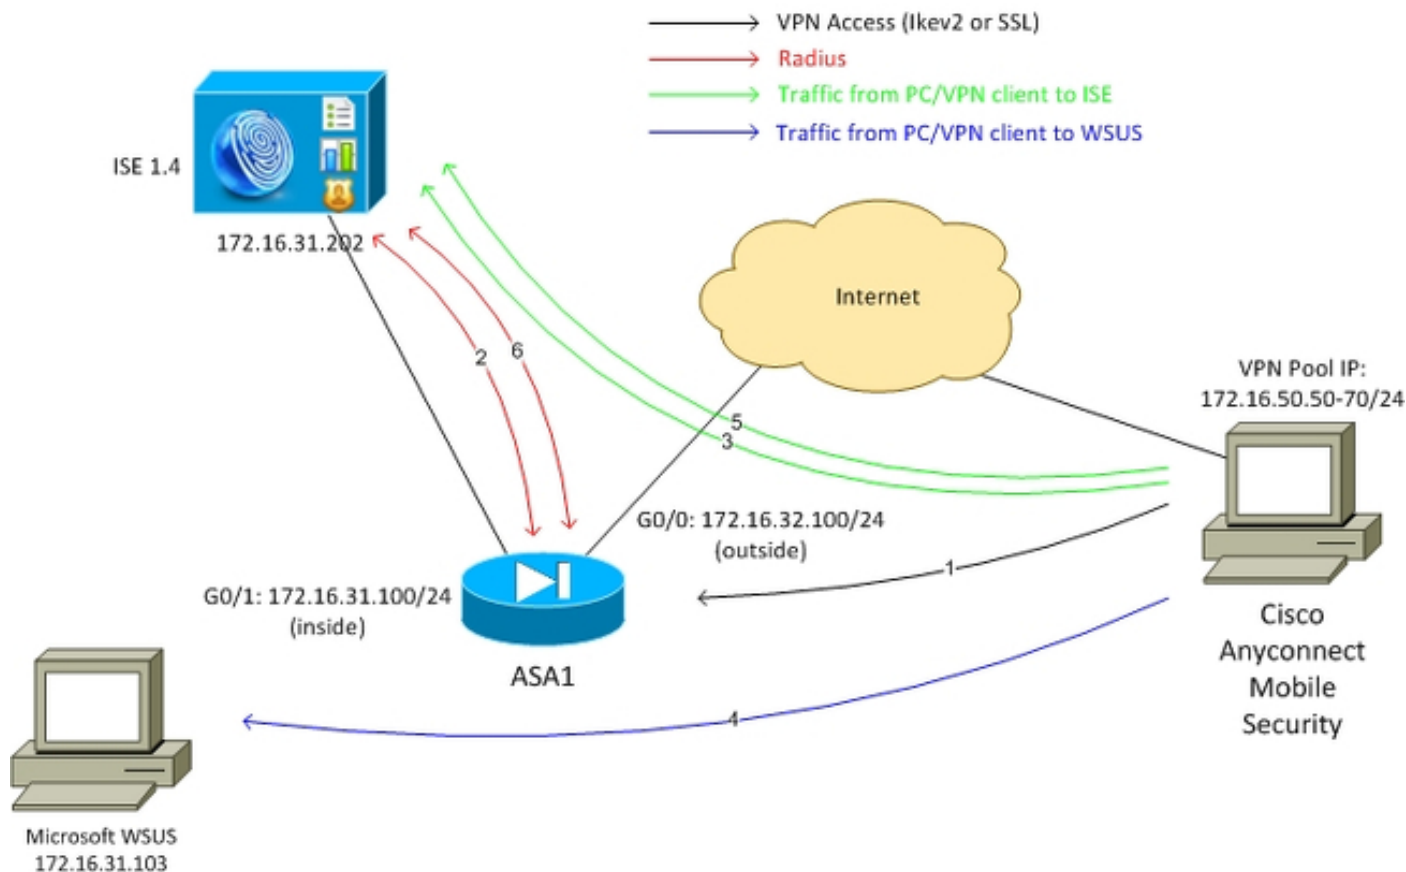 VPN Access (Ikev2 or SSL)
Radius
Traffic from PC/VPN client to ISE
Traffic from PC/VPN client to WSUS
ISE 1.4
172.16.31.202
Internet
2
6
VPN Pool IP:
172.16.50.50-70/24
5
3
G0/0: 172.16.32.100/24
(outside)
1
G0/1: 172.16.31.100/24
(inside)
ASA1
Cisco
Anyconnect
Mobile
Security
4
Microsoft WSUS
172.16.31.103